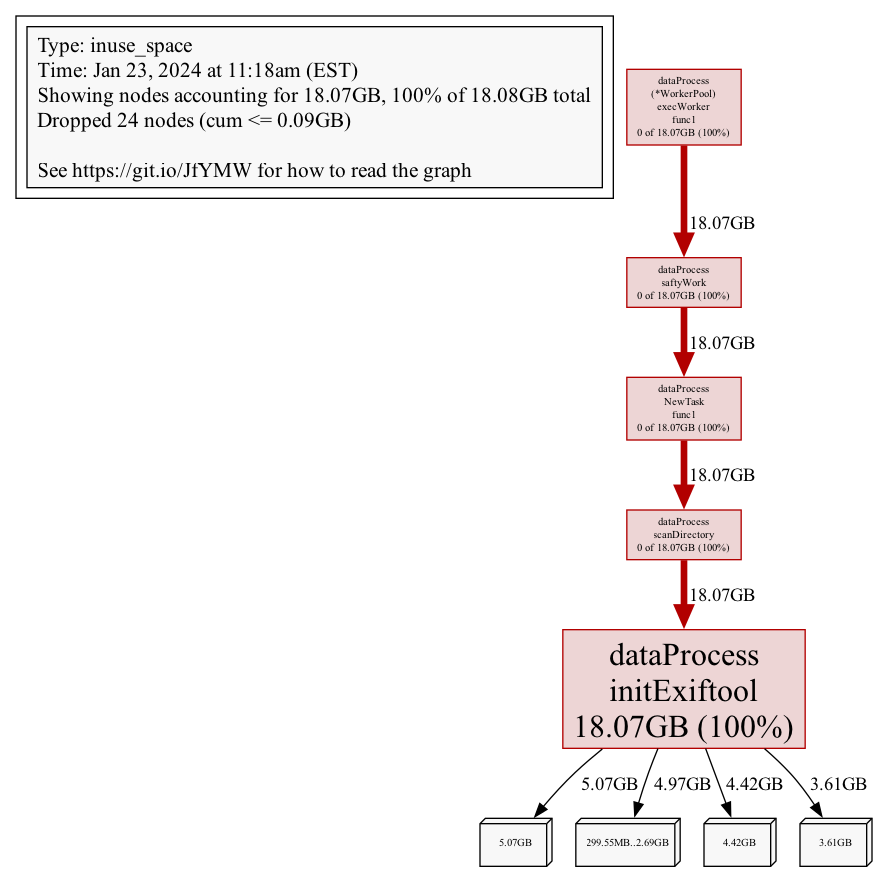 Type: inuse_space
Time: Jan 23, 2024 at 11:18am (EST)
Showing nodes accounting for 18.07GB, 100% of 18.08GB total
Dropped 24 nodes (cum <= 0.09GB)
See https://git.io/JfYMW for how to read the graph
dataProcess
(*WorkerPool)
execWorker
func1
0 of 18.07GB (100%)
18.07GB
dataProcess
saftyWork
0 of 18.07GB (100%)
18.07GB
dataProcess
NewTask
func1
0 of 18.07GB (100%)
18.07GB
dataProcess
scanDirectory
0 of 18.07GB (100%)
18.07GB
dataProcess
initExiftool
18.07GB (100%)
5.07GB 4.97GB 4.42GB 3.61GB
5.07GB 299.55MB..2.69GB 4.42GB 3.61GB